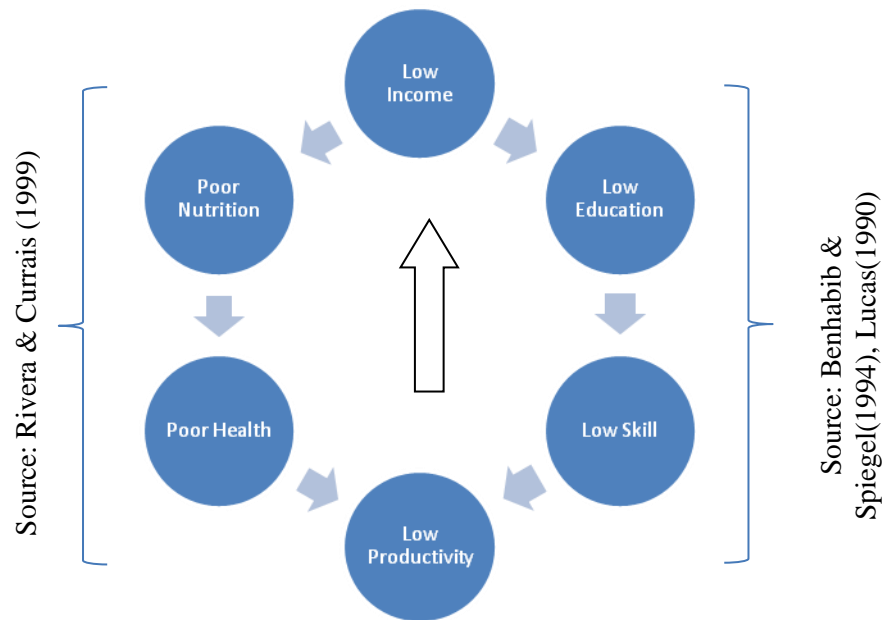 Low
Income
Poor
Nutrition
Low
Education
Poor Health
Low Skill
Low
Productivity
Source: Rivera & Currais (1999)
Source: Benhabib &
Spiegel(1994), Lucas(1990)